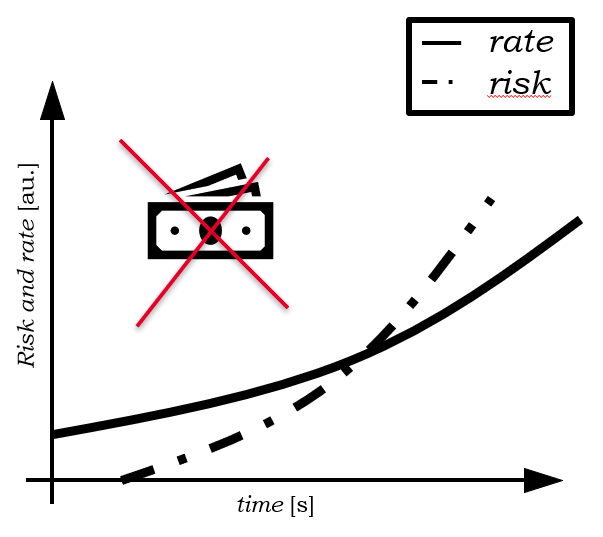 rate
risk
Risk and rate [au.]
time [s]